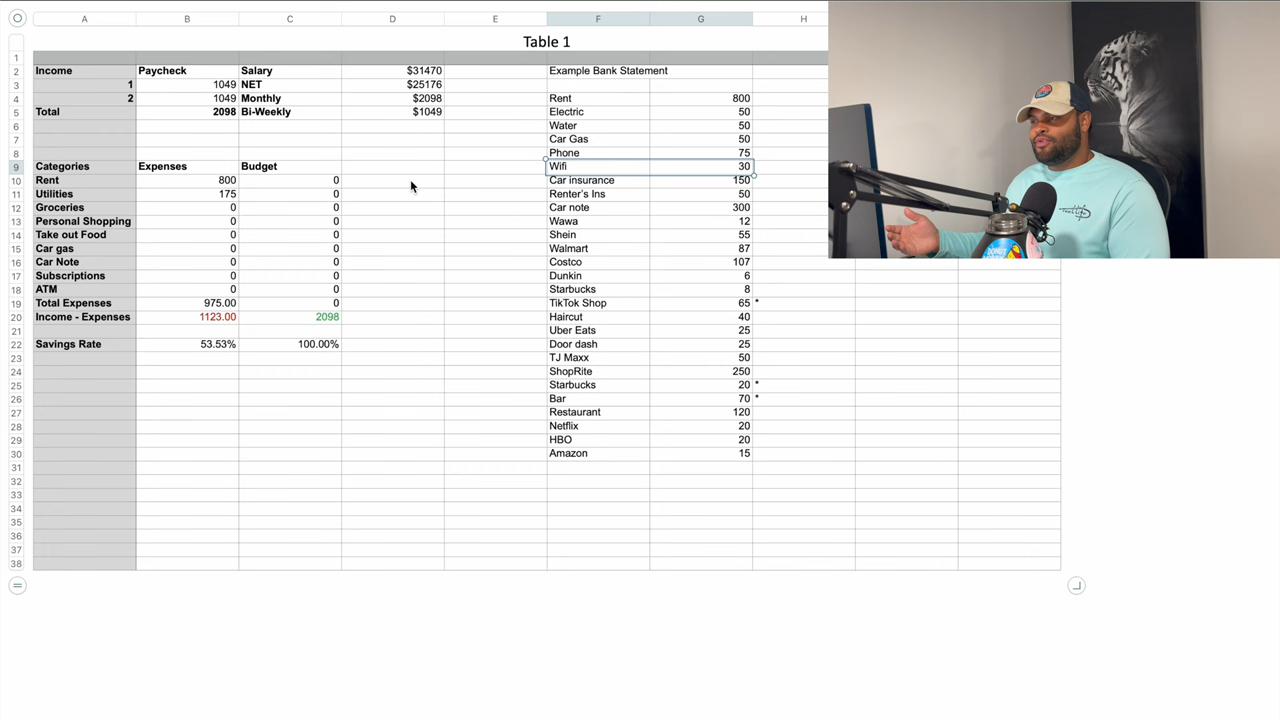 A B C D E F G H
Table 1
1
2 Income Paycheck Salary $31470 Example Bank Statement
3 1 1049 NET $25176
4 2 1049 Monthly $2098 Rent 800
5 Total 2098 Bi-Weekly $1049 Electric 50
6 Water 50
7 Car Gas 50
8 Phone 75
9 Categories Expenses Budget Wifi 30
10 Rent 800 0 Car insurance 150
11 Utilities 175 0 Renter's Ins 50
12 Groceries 0 0 Car note 300
13 Personal Shopping 0 0 Wawa 12
14 Take out Food 0 0 Shein 55
15 Car gas 0 0 Walmart 87
16 Car Note 0 0 Costco 107
17 Subscriptions 0 0 Dunkin 6
18 ATM 0 0 Starbucks 8
19 Total Expenses 975.00 0 TikTok Shop 65 *
20 Income - Expenses 1123.00 2098 Haircut 40
21 Uber Eats 25
22 Savings Rate 53.53% 100.00% Door dash 25
23 TJ Maxx 50
24 ShopRite 250
25 Starbucks 20 *
26 Bar 70 *
27 Restaurant 120
28 Netflix 20
29 HBO 20
30 Amazon 15
31
32
33
34
35
36
37
38